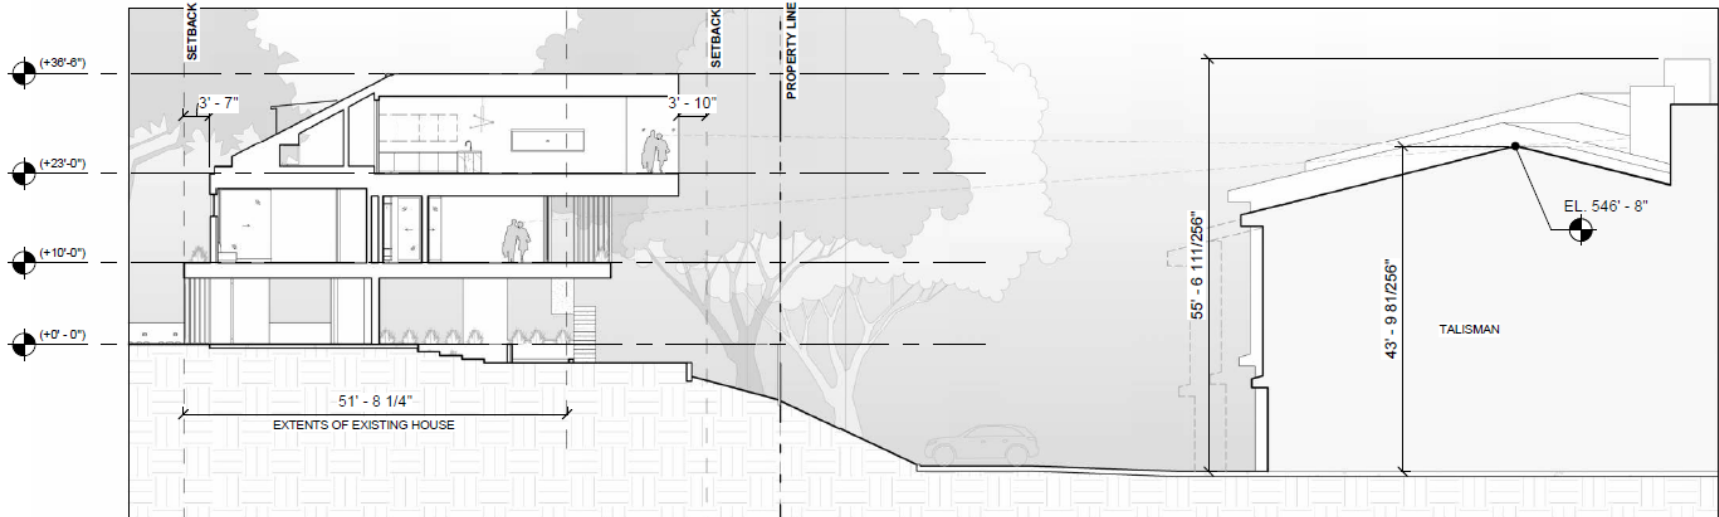 SETBACK
SETBACK
PROPERTY LINE
(+36'-6")
3' - 7"
3' - 10"
(+23'-0")
EL. 546' - 8"
(+10'-0")
55' - 6 111/256"
43' - 9 81/256"
TALISMAN
(+0' - 0")
51' - 8 1/4"
EXTENTS OF EXISTING HOUSE